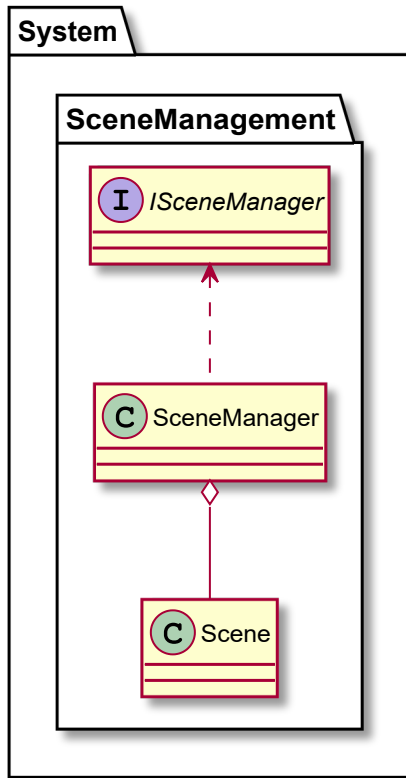 System
SceneManagement
I ISceneManager
C SceneManager
C Scene